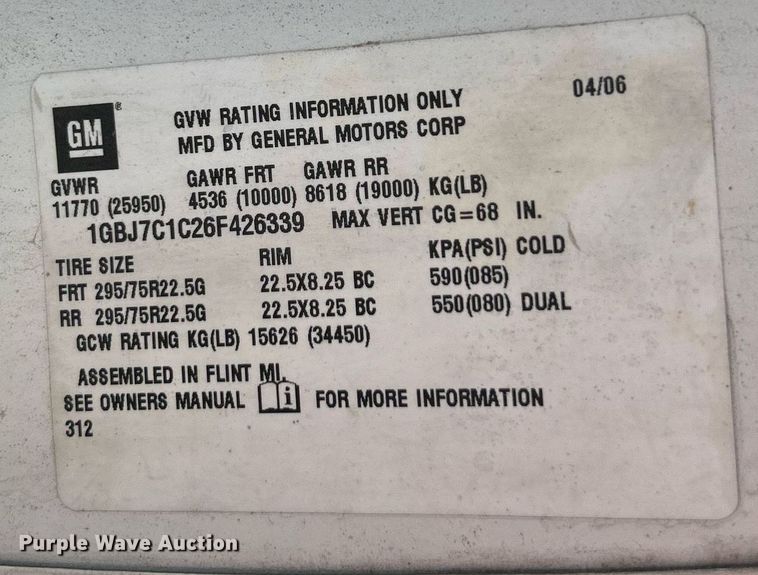 04/06
GM ®
GVW RATING INFORMATION ONLY
MFD BY GENERAL MOTORS CORP
GVWR GAWR FRT GAWR RR
11770 (25950) 4536 (10000) 8618 (19000) KG(LB)
1GBJ7C1C26F426339 MAX VERT CG=68 IN.
TIRE SIZE RIM KPA(PSI) COLD
FRT 295/75R22.5G 22.5X8.25 BC 590(085)
RR 295/75R22.5G 22.5X8.25 BC 550(080) DUAL
GCW RATING KG(LB) 15626 (34450)
ASSEMBLED IN FLINT MI.
SEE OWNERS MANUAL i FOR MORE INFORMATION
312
Purple Wave Auction